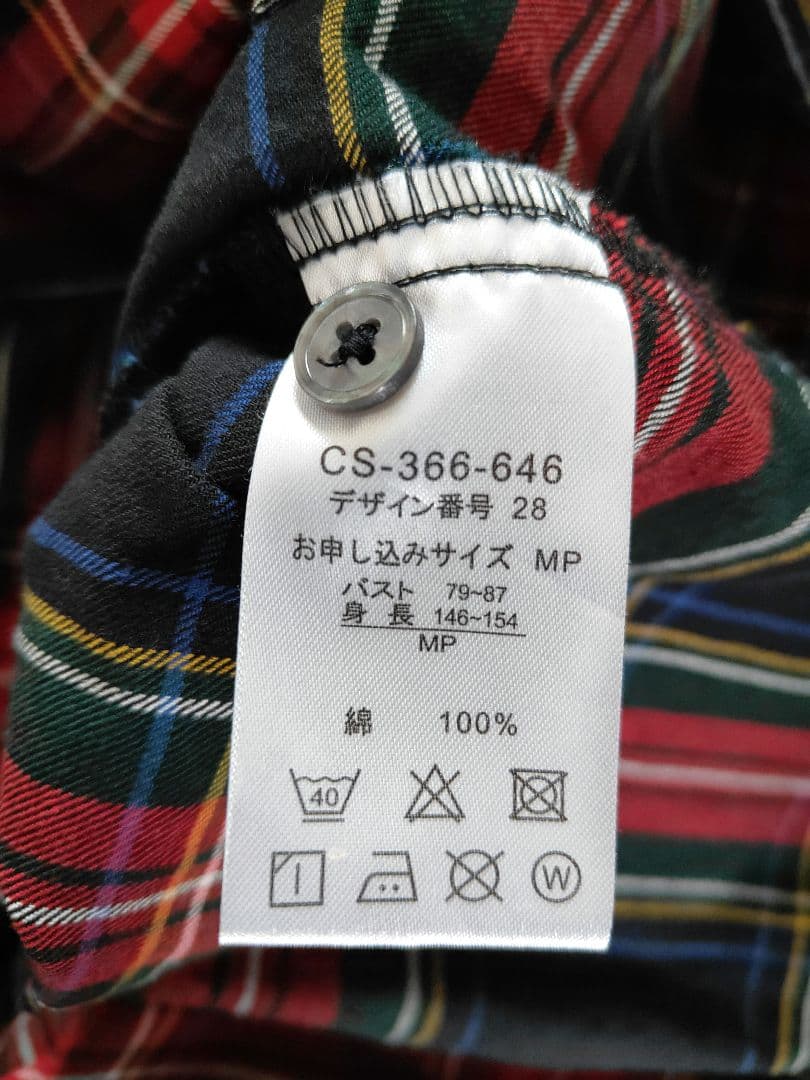 CS-366-646
デザイン番号 28
お申し込みサイズ MP
バスト 79~87
身 長 146~154
MP
綿 100%
40
W